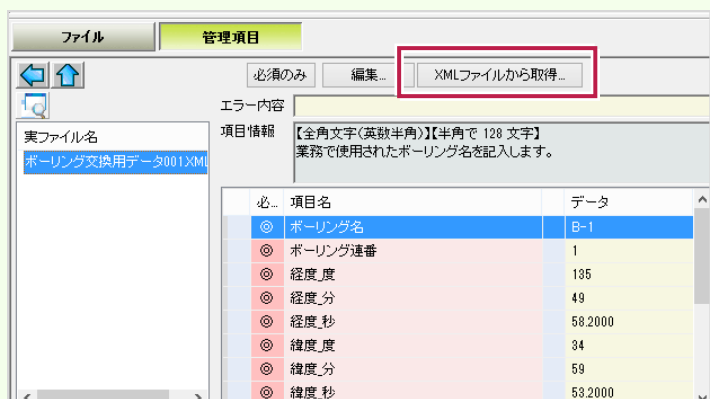 ファイル 管理項目
必須のみ 編集... XMLファイルから取得...
エラー内容
項目情報 【全角文字(英数半角)】【半角で 128 文字】
業務で使用されたボーリング名を記入します。
実ファイル名
ボーリング交換用データ001XML
必... 項目名 データ
◎ ボーリング名 B-1
◎ ボーリング連番 1
◎ 経度_度 135
◎ 経度_分 49
◎ 経度_秒 58.2000
◎ 緯度_度 34
◎ 緯度_分 59
◎ 緯度_秒 53.2000